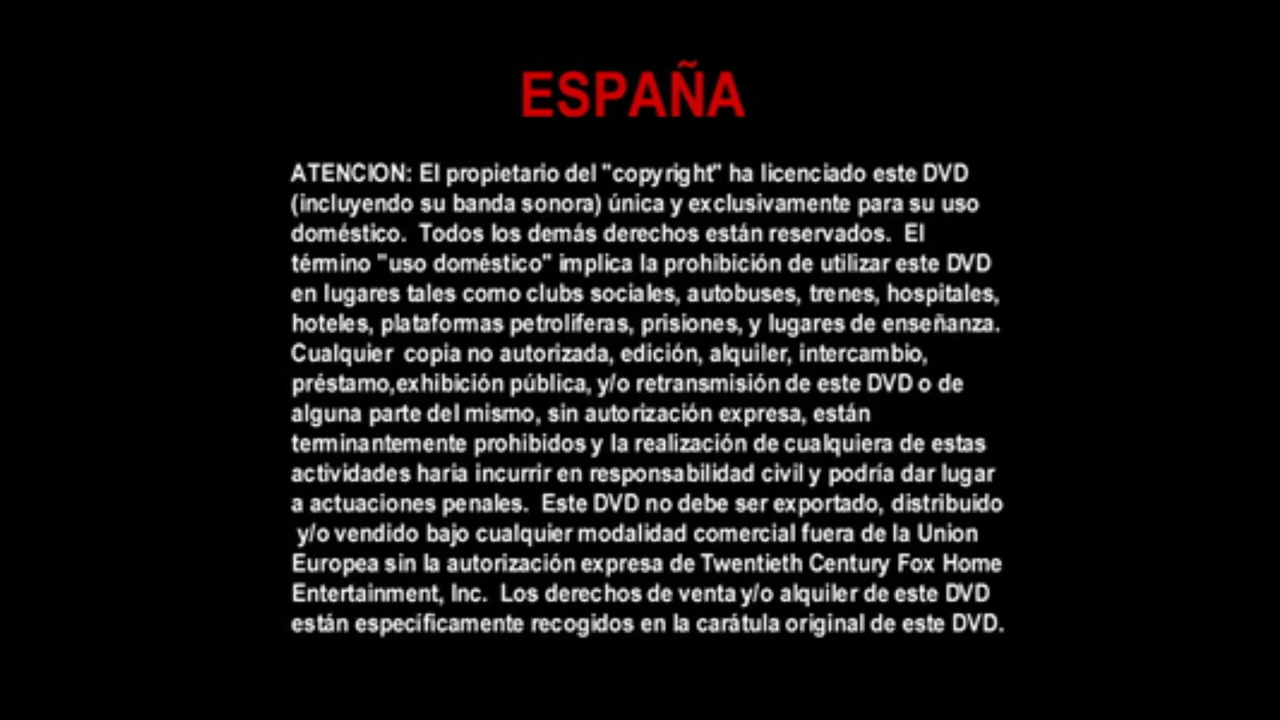 ESPAÑA
ATENCION: El propietario del "copyright" ha licenciado este DVD
(incluyendo su banda sonora) única y exclusivamente para su uso
doméstico.  Todos los demás derechos están reservados.  El
término "uso doméstico" implica la prohibición de utilizar este DVD
en lugares tales como clubs sociales, autobuses, trenes, hospitales,
hoteles, plataformas petrolíferas, prisiones, y lugares de enseñanza.
Cualquier  copia no autorizada, edición, alquiler, intercambio,
préstamo,exhibición pública, y/o retransmisión de este DVD o de
alguna parte del mismo, sin autorización expresa, están
terminantemente prohibidos y la realización de cualquiera de estas
actividades haría incurrir en responsabilidad civil y podría dar lugar
a actuaciones penales.  Este DVD no debe ser exportado, distribuido
y/o vendido bajo cualquier modalidad comercial fuera de la Union
Europea sin la autorización expresa de Twentieth Century Fox Home
Entertainment, Inc.  Los derechos de venta y/o alquiler de este DVD
están específicamente recogidos en la carátula original de este DVD.